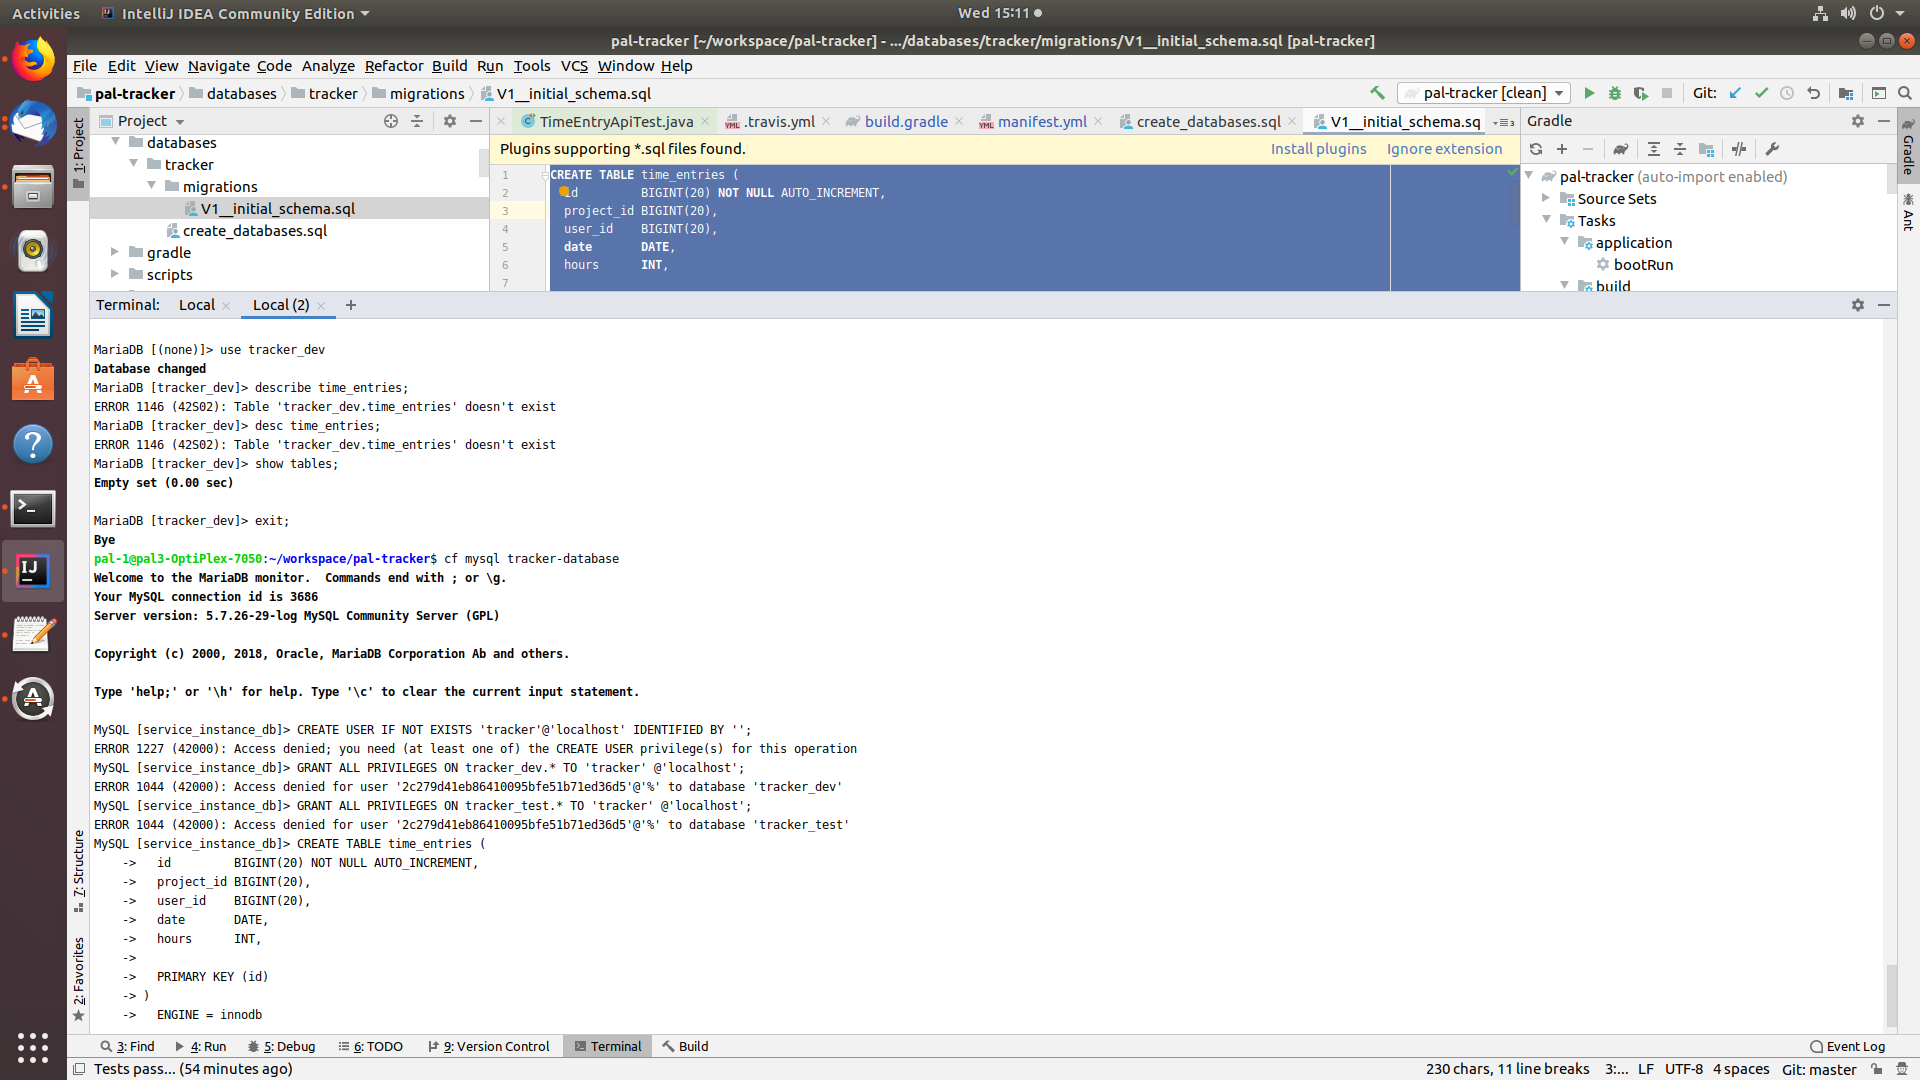 Activities
IntelliJ IDEA Community Edition
Wed 15:11
pal-tracker [~/workspace/pal-tracker] - .../databases/tracker/migrations/V1__initial_schema.sql [pal-tracker]
File Edit View Navigate Code Analyze Refactor Build Run Tools VCS Window Help
pal-tracker databases tracker migrations V1__initial_schema.sql
pal-tracker [clean]
Git:
1: Project
Project
TimeEntryApiTest.java
.travis.yml
build.gradle
manifest.yml
create_databases.sql
V1__initial_schema.sq
Gradle
databases
tracker
migrations
V1__initial_schema.sql
create_databases.sql
gradle
scripts
Plugins supporting *.sql files found.
Install plugins
Ignore extension
1 CREATE TABLE time_entries (
2 id BIGINT(20) NOT NULL AUTO_INCREMENT,
3 project_id BIGINT(20),
4 user_id BIGINT(20),
5 date DATE,
6 hours INT,
7
pal-tracker (auto-import enabled)
Source Sets
Tasks
application
bootRun
build
Gradle
Ant
Terminal: Local Local (2)
MariaDB [(none)]> use tracker_dev
Database changed
MariaDB [tracker_dev]> describe time_entries;
ERROR 1146 (42S02): Table 'tracker_dev.time_entries' doesn't exist
MariaDB [tracker_dev]> desc time_entries;
ERROR 1146 (42S02): Table 'tracker_dev.time_entries' doesn't exist
MariaDB [tracker_dev]> show tables;
Empty set (0.00 sec)
MariaDB [tracker_dev]> exit;
Bye
pal-1@pal3-OptiPlex-7050:~/workspace/pal-tracker$ cf mysql tracker-database
Welcome to the MariaDB monitor.  Commands end with ; or \g.
Your MySQL connection id is 3686
Server version: 5.7.26-29-log MySQL Community Server (GPL)
Copyright (c) 2000, 2018, Oracle, MariaDB Corporation Ab and others.
Type 'help;' or '\h' for help. Type '\c' to clear the current input statement.
MySQL [service_instance_db]> CREATE USER IF NOT EXISTS 'tracker'@'localhost' IDENTIFIED BY '';
ERROR 1227 (42000): Access denied; you need (at least one of) the CREATE USER privilege(s) for this operation
MySQL [service_instance_db]> GRANT ALL PRIVILEGES ON tracker_dev.* TO 'tracker' @'localhost';
ERROR 1044 (42000): Access denied for user '2c279d41eb86410095bfe51b71ed36d5'@'%' to database 'tracker_dev'
MySQL [service_instance_db]> GRANT ALL PRIVILEGES ON tracker_test.* TO 'tracker' @'localhost';
ERROR 1044 (42000): Access denied for user '2c279d41eb86410095bfe51b71ed36d5'@'%' to database 'tracker_test'
MySQL [service_instance_db]> CREATE TABLE time_entries (
-> id BIGINT(20) NOT NULL AUTO_INCREMENT,
-> project_id BIGINT(20),
-> user_id BIGINT(20),
-> date DATE,
-> hours INT,
->
-> PRIMARY KEY (id)
-> )
-> ENGINE = innodb
7: Structure
2: Favorites
3: Find 4: Run 5: Debug 6: TODO 9: Version Control Terminal Build
Event Log
Tests pass... (54 minutes ago)
230 chars, 11 line breaks 3:... LF UTF-8 4 spaces Git: master